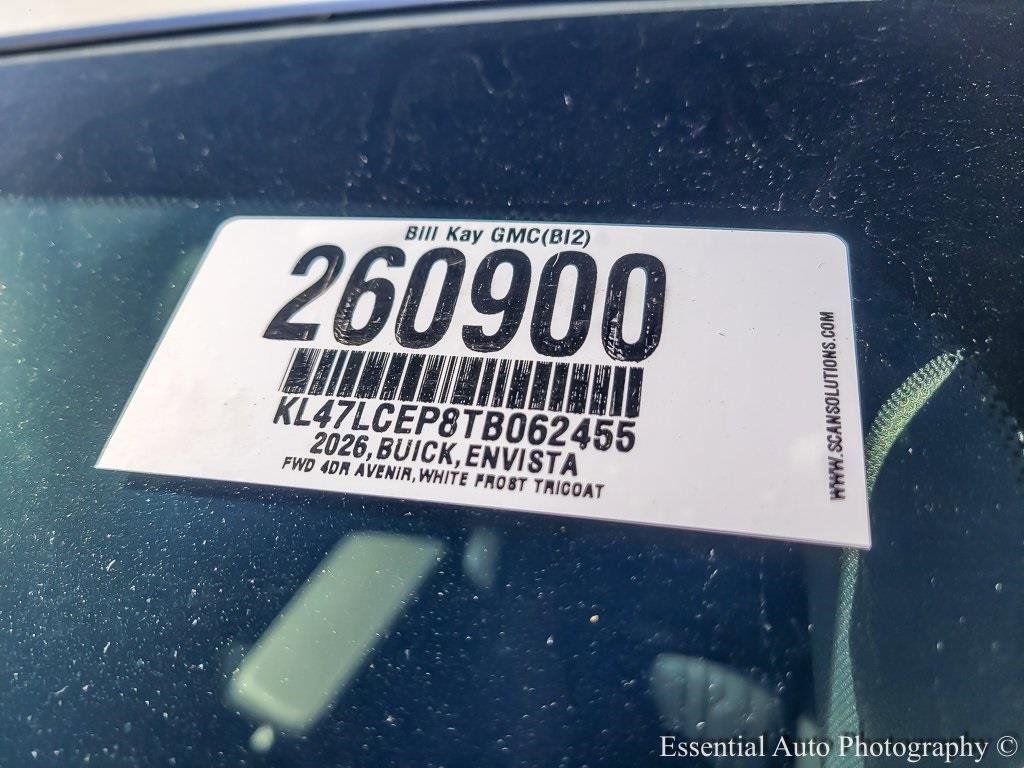 Bill Kay GMC(BI2)
260900
KL47LCEP8TB062455
2026, BUICK, ENVISTA
FWD 4DR AVENIR, WHITE FROST TRICOAT
WWW.SCANSOLUTIONS.COM
Essential Auto Photography ©